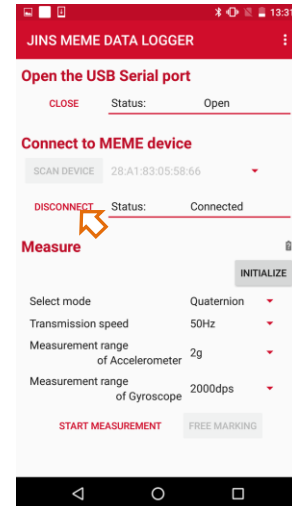 13:31
JINS MEME DATA LOGGER
Open the USB Serial port
CLOSE Status: Open
Connect to MEME device
SCAN DEVICE 28:A1:83:05:58:66
DISCONNECT Status: Connected
Measure
INITIALIZE
Select mode Quaternion
Transmission speed 50Hz
Measurement range
of Accelerometer 2g
Measurement range
of Gyroscope 2000dps
START MEASUREMENT FREE MARKING